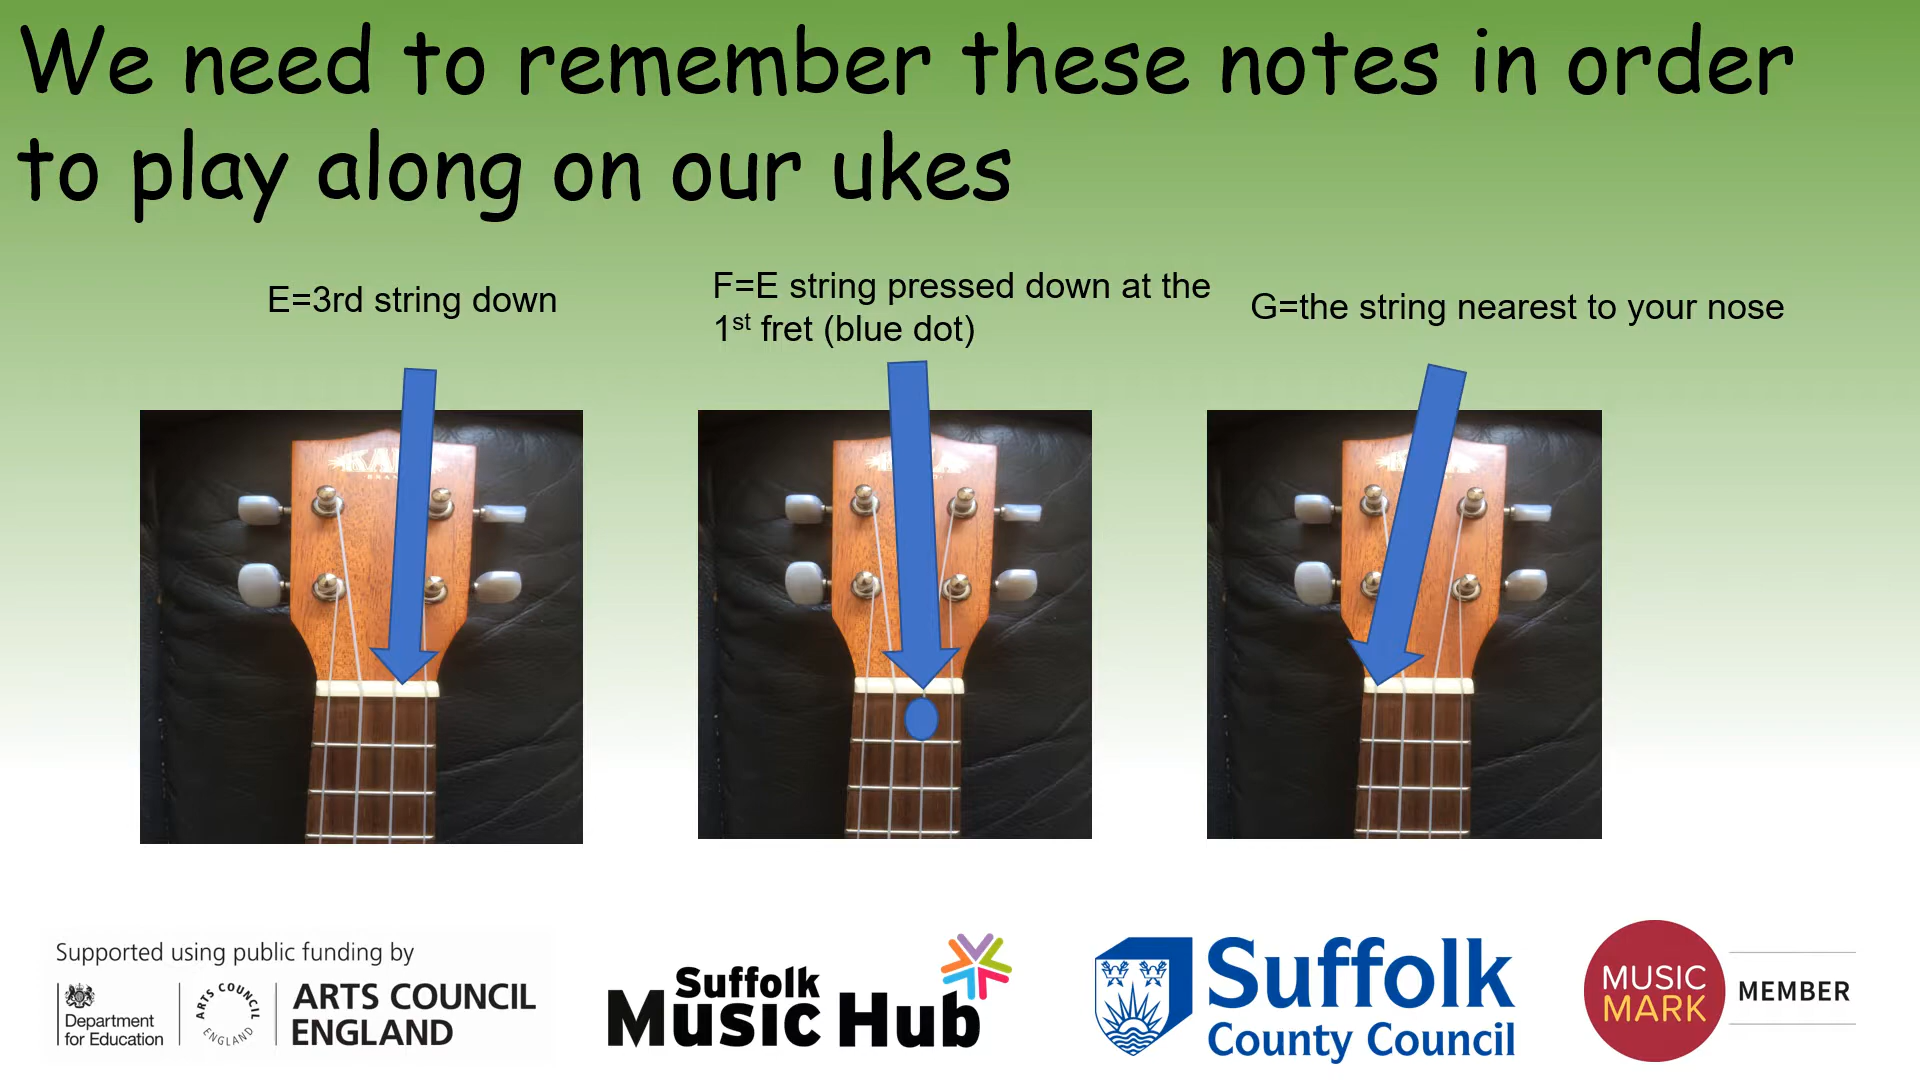 We need to remember these notes in order
to play along on our ukes
E=3rd string down
F=E string pressed down at the
1st fret (blue dot)
G=the string nearest to your nose
Supported using public funding by
Department
for Education
ARTS COUNCIL
ENGLAND
ARTS COUNCIL
ENGLAND
Suffolk
Music Hub
Suffolk
County Council
MUSIC
MARK
MEMBER